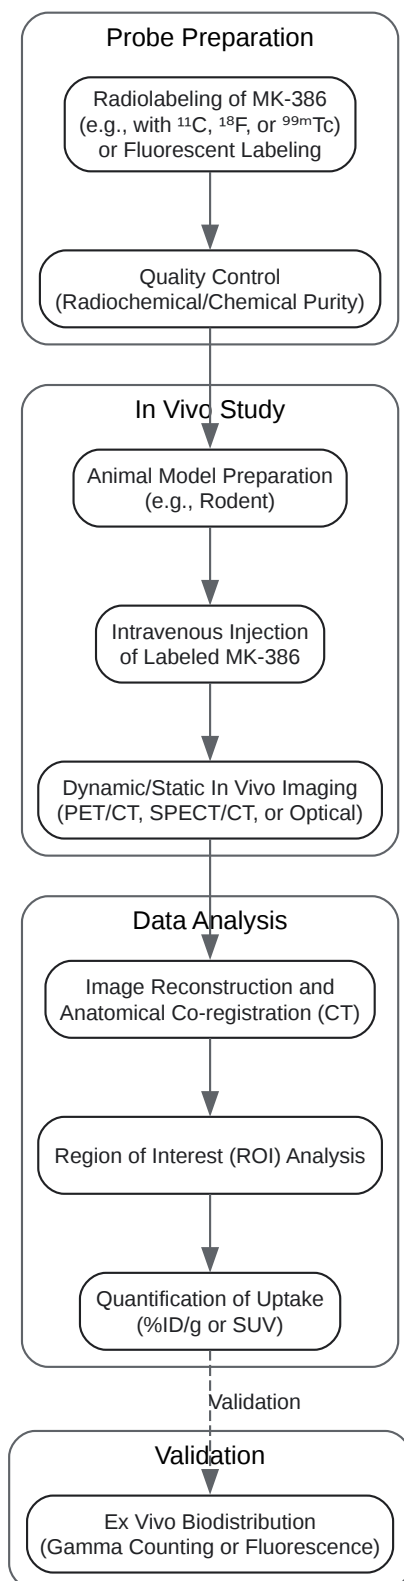 Probe Preparation
Radiolabeling of MK-386
(e.g., with ¹¹C, ¹⁸F, or ⁹⁹ᵐTc)
or Fluorescent Labeling
Quality Control
(Radiochemical/Chemical Purity)
In Vivo Study
Animal Model Preparation
(e.g., Rodent)
Intravenous Injection
of Labeled MK-386
Dynamic/Static In Vivo Imaging
(PET/CT, SPECT/CT, or Optical)
Data Analysis
Image Reconstruction and
Anatomical Co-registration (CT)
Region of Interest (ROI) Analysis
Quantification of Uptake
(%ID/g or SUV)
Validation
Validation
Ex Vivo Biodistribution
(Gamma Counting or Fluorescence)